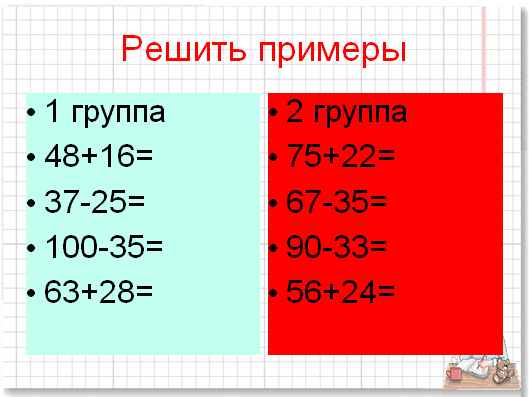 Решить примеры
• 1 группа
• 48+16=
• 37-25=
• 100-35=
• 63+28=
• 2 группа
• 75+22=
• 67-35=
• 90-33=
• 56+24=